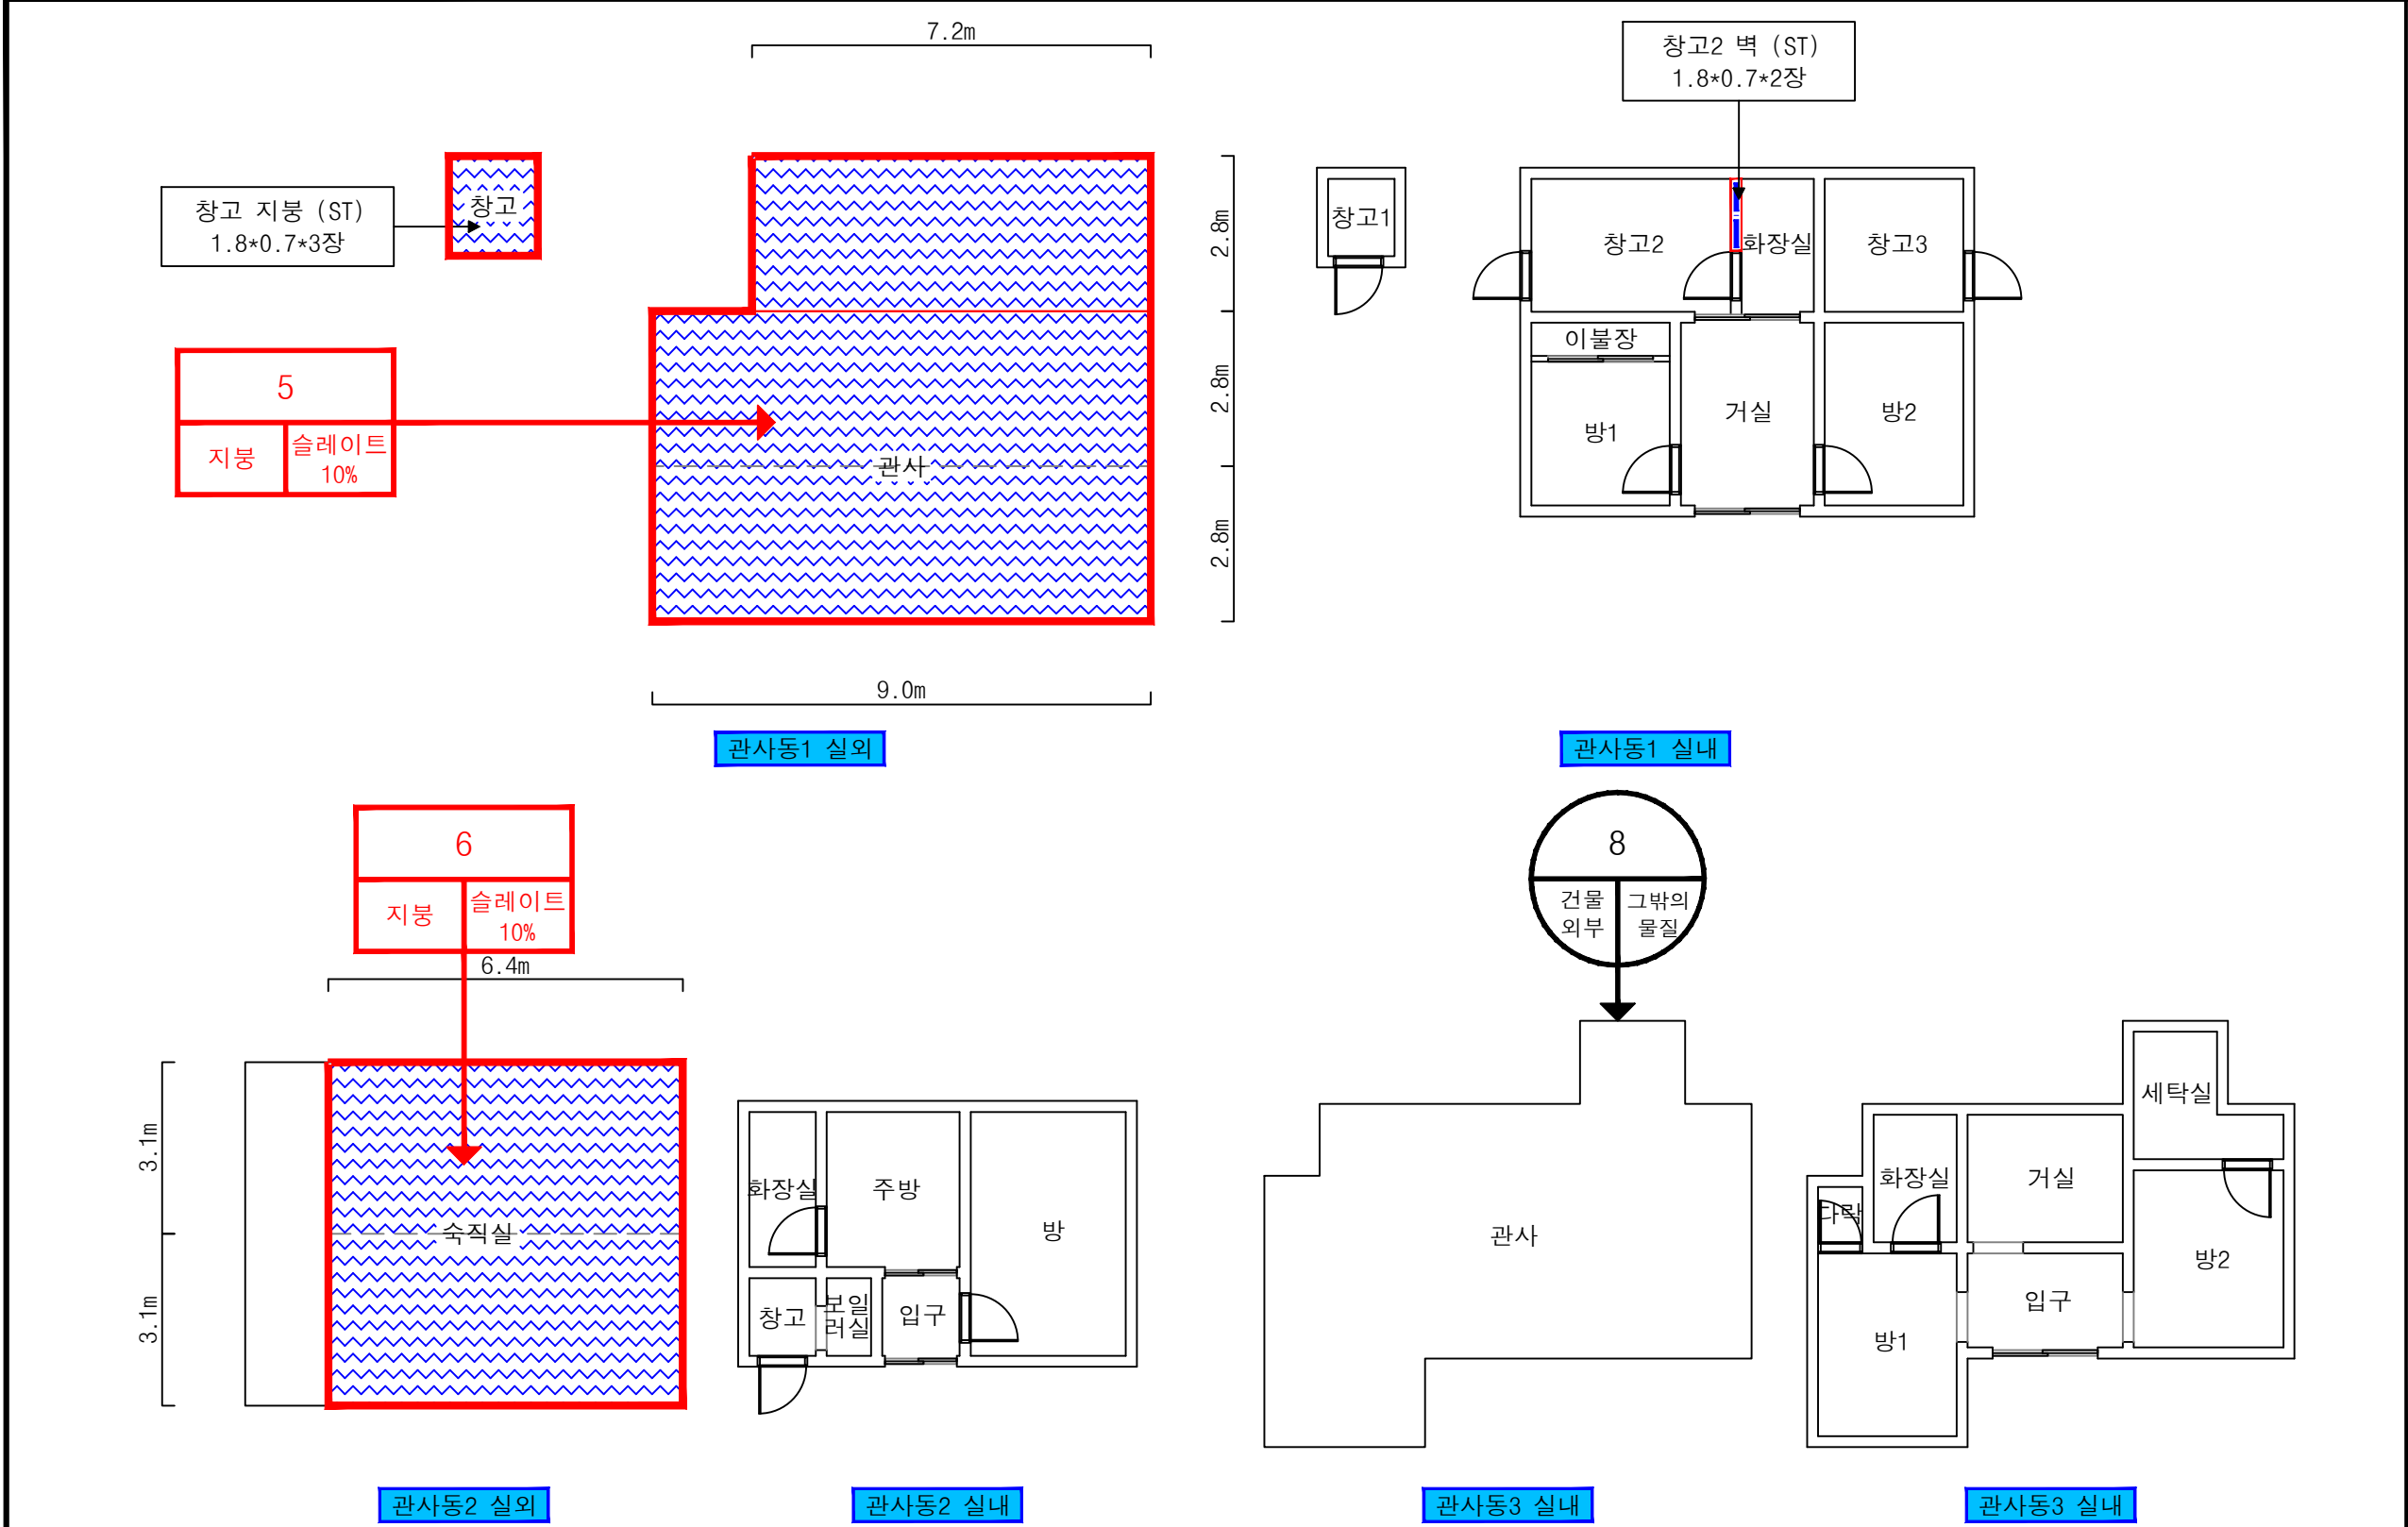 7.2m
창고2 벽 (ST)
1.8*0.7*2장
창고 지붕 (ST)
1.8*0.7*3장
창고
2.8m
2.8m
2.8m
5
지붕
슬레이트
10%
관사
9.0m
관사동1 실외
창고1
창고2
화장실
창고3
이불장
방1
거실
방2
관사동1 실내
6
지붕
슬레이트
10%
6.4m
3.1m
3.1m
숙직실
관사동2 실외
화장실
주방
방
창고
보일
러실
입구
관사동2 실내
8
건물
외부
그밖의
물질
관사
관사동3 실내
세탁실
화장실
거실
다락
방2
입구
방1
관사동3 실내